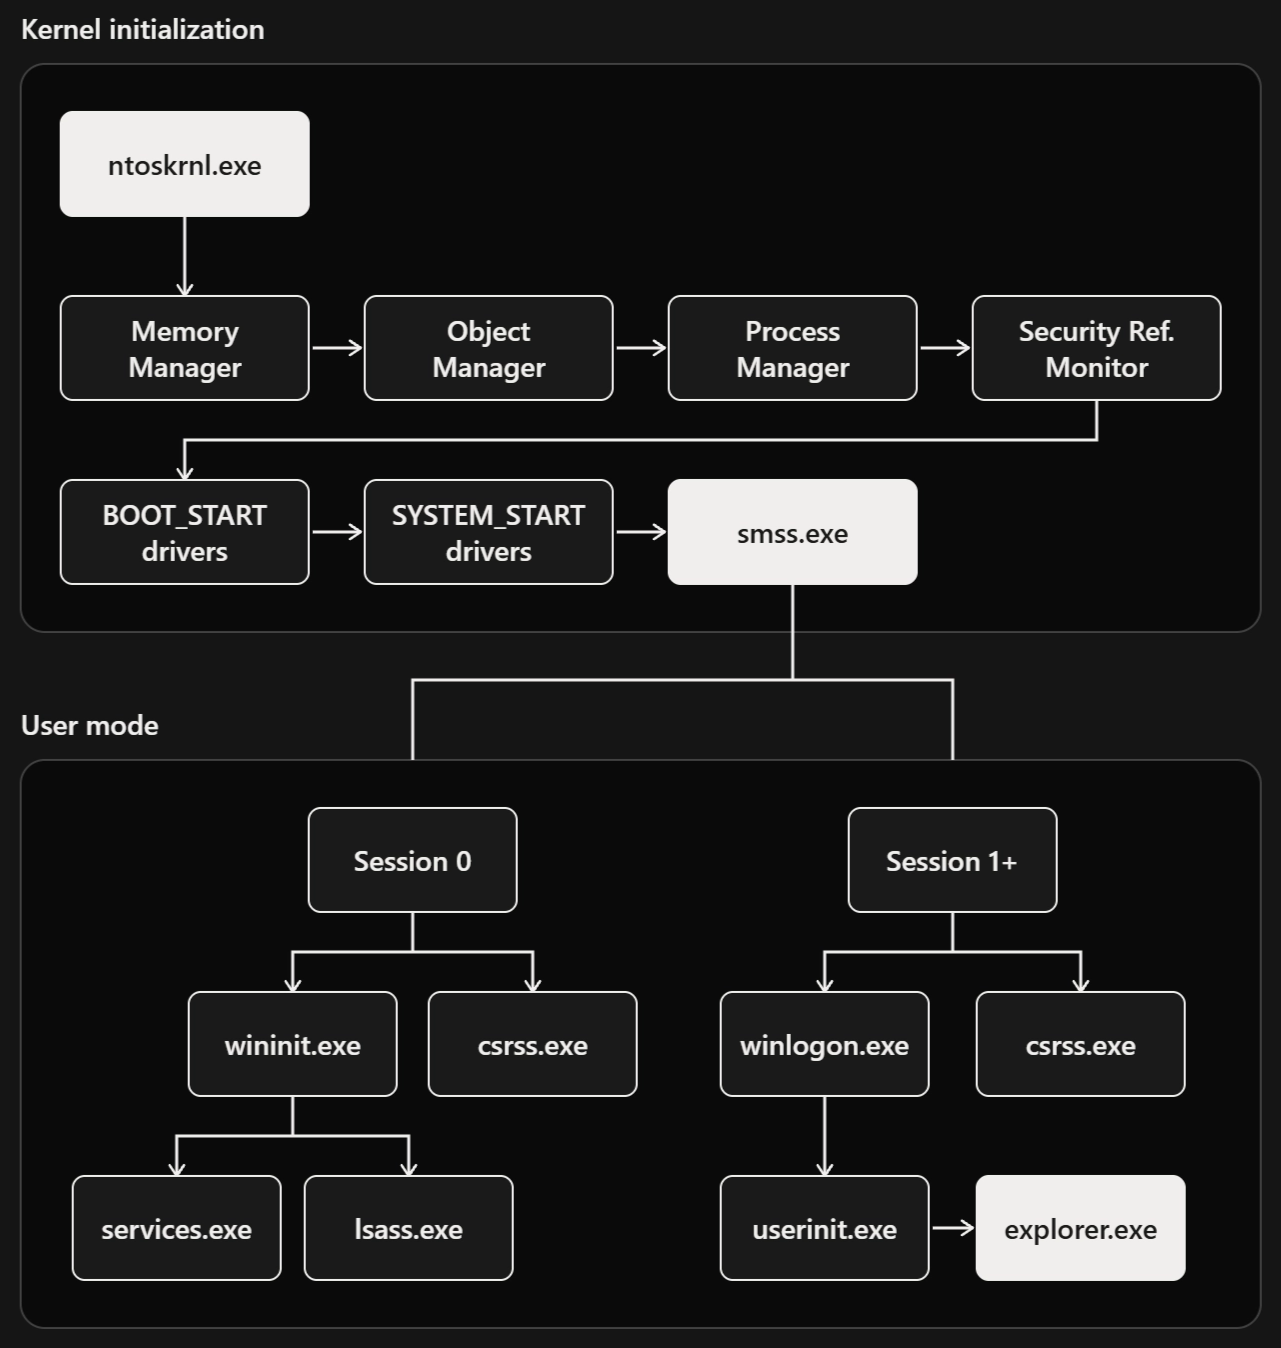 Kernel initialization
ntoskrnl.exe
Memory
Manager
Object
Manager
Process
Manager
Security Ref.
Monitor
BOOT_START
drivers
SYSTEM_START
drivers
smss.exe
User mode
Session 0
Session 1+
wininit.exe
csrss.exe
winlogon.exe
csrss.exe
services.exe
lsass.exe
userinit.exe
explorer.exe